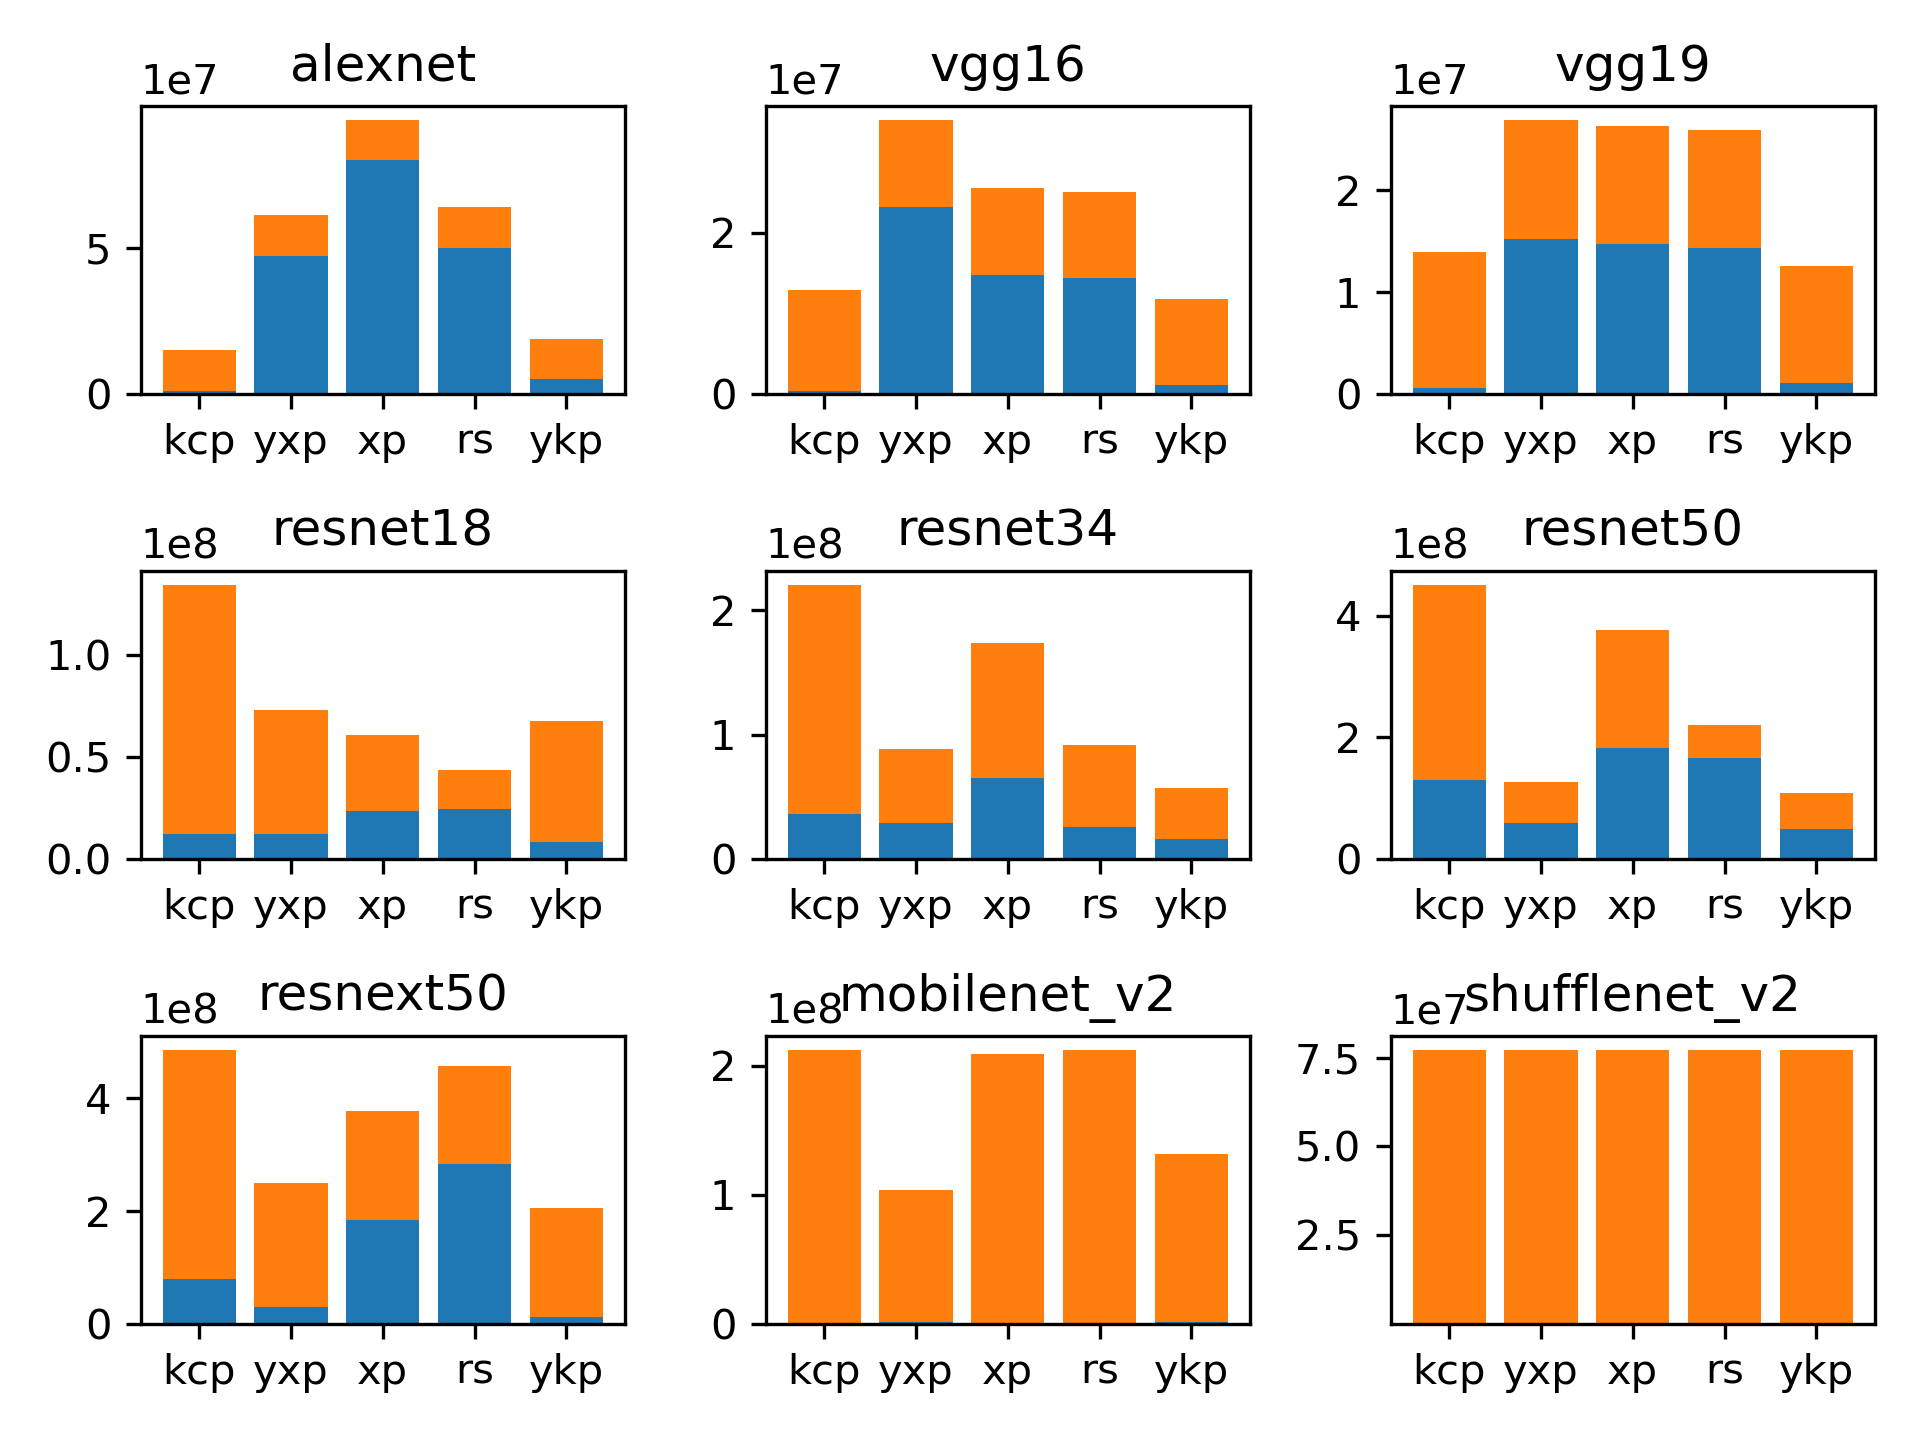 alexnet
1e7
5
0
kcp yxp xp rs ykp
vgg16
1e7
2
0
kcp yxp xp rs ykp
vgg19
1e7
2
1
0
kcp yxp xp rs ykp
resnet18
1e8
1.0
0.5
0.0
kcp yxp xp rs ykp
resnet34
1e8
2
1
0
kcp yxp xp rs ykp
resnet50
1e8
4
2
0
kcp yxp xp rs ykp
resnext50
1e8
4
2
0
kcp yxp xp rs ykp
mobilenet_v2
1e8
2
1
0
kcp yxp xp rs ykp
shufflenet_v2
1e7
7.5
5.0
2.5
kcp yxp xp rs ykp